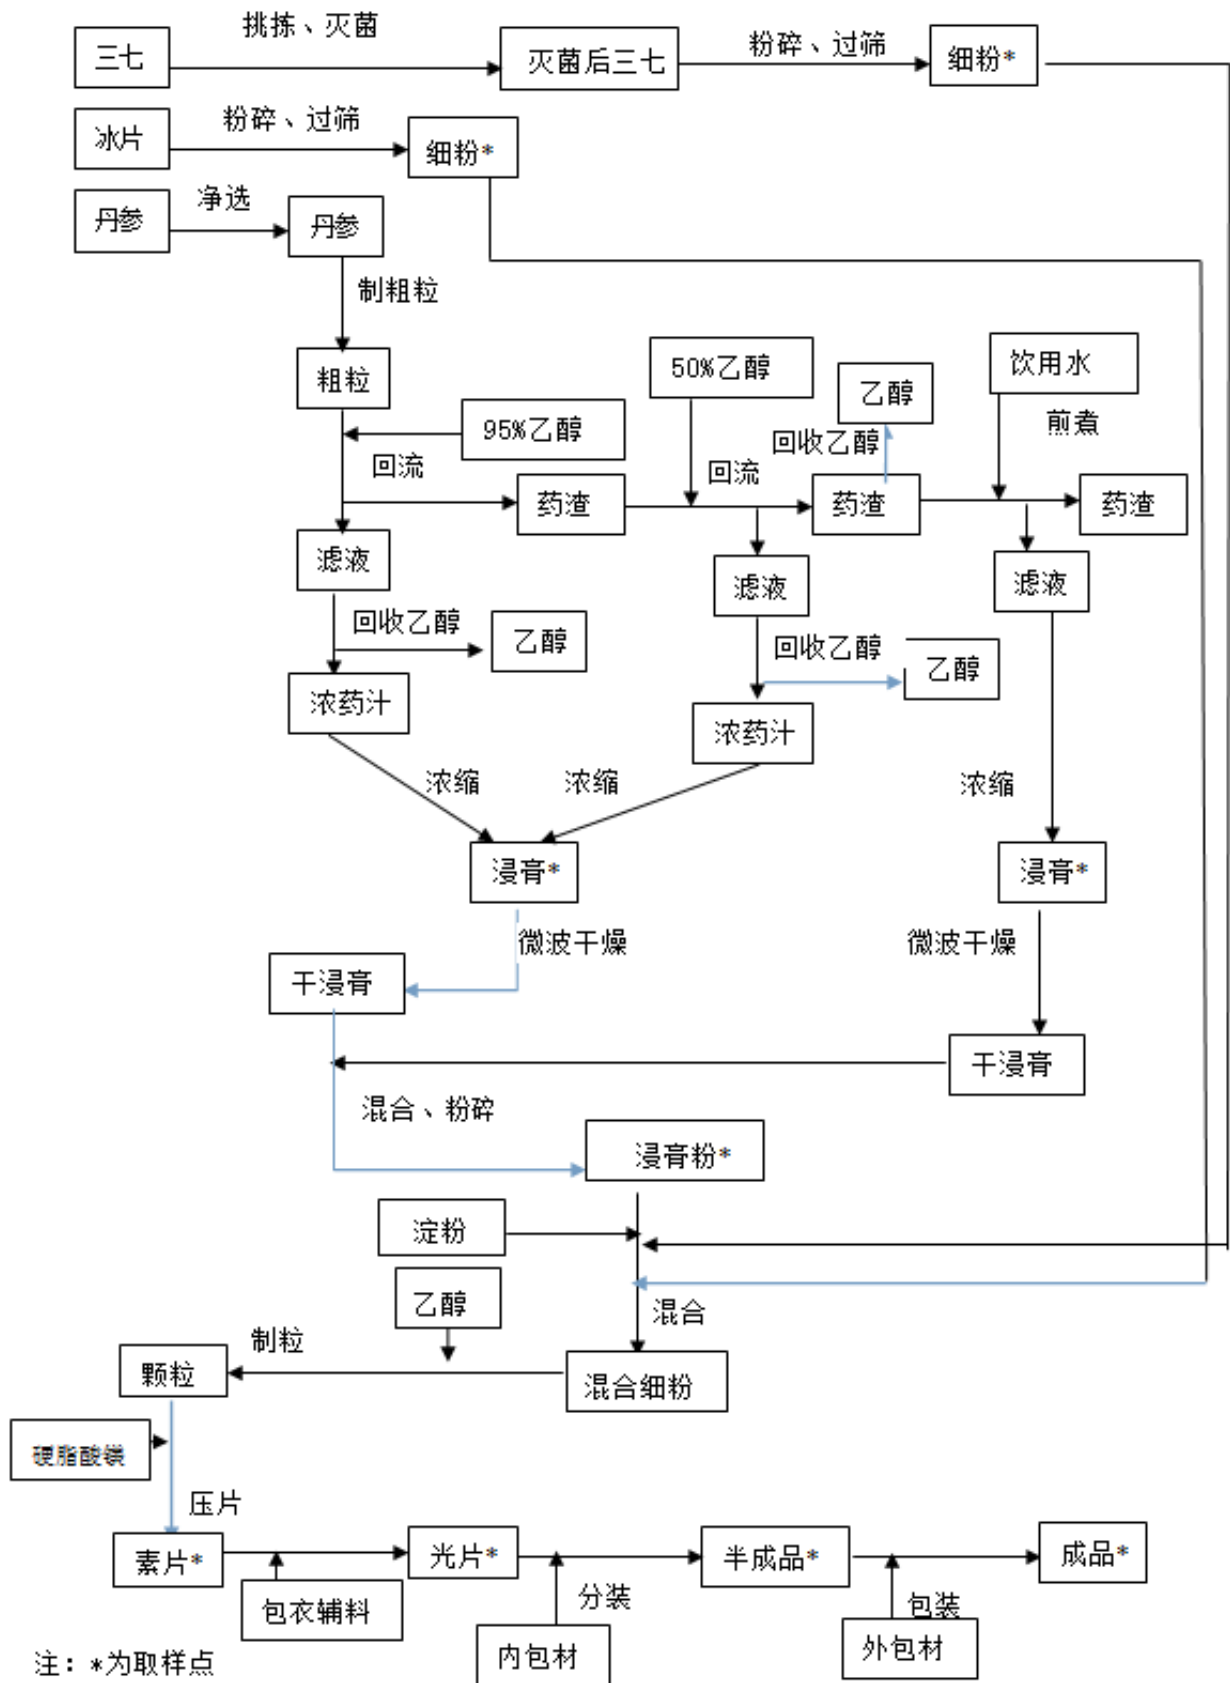 挑拣、灭菌
三七
灭菌后三七
粉碎、过筛
细粉*
冰片
粉碎、过筛
细粉*
丹参
净选
丹参
制粗粒
粗粒
50%乙醇
乙醇
饮用水
95%乙醇
回收乙醇
煎煮
回流
回流
药渣
药渣
药渣
滤液
滤液
滤液
回收乙醇
乙醇
回收乙醇
乙醇
浓药汁
浓药汁
浓缩
浓缩
浓缩
浸膏*
浸膏*
微波干燥
微波干燥
干浸膏
干浸膏
混合、粉碎
浸膏粉*
淀粉
乙醇
混合
制粒
颗粒
混合细粉
硬脂酸镁
压片
素片*
光片*
半成品*
成品*
包衣辅料
分装
包装
内包材
外包材
注：*为取样点